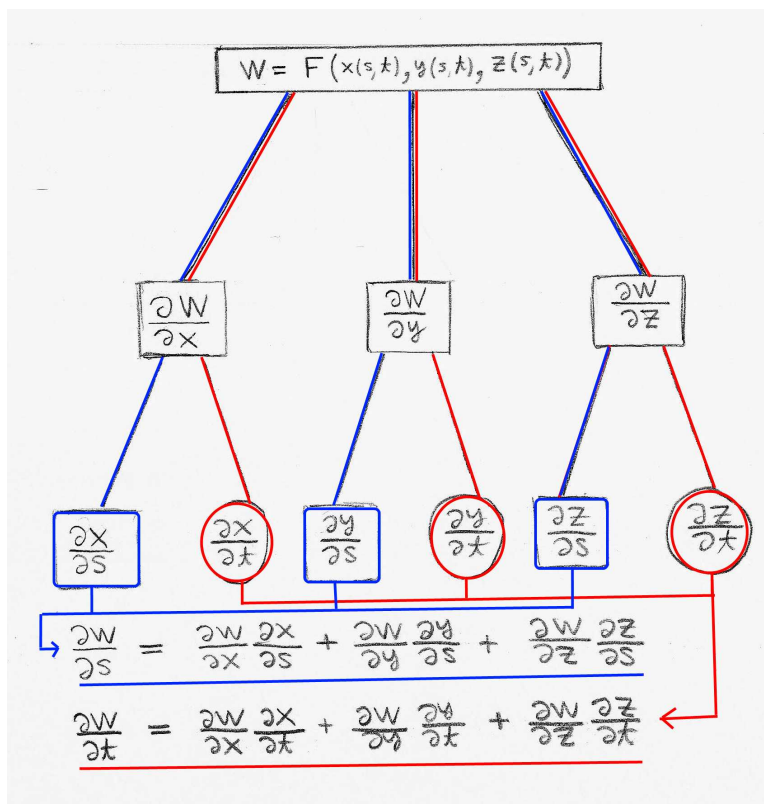 W = F(x(s,t), y(s,t), z(s,t))
∂W/∂x ∂W/∂y ∂W/∂z
∂x/∂s ∂x/∂t ∂y/∂s ∂y/∂t ∂z/∂s ∂z/∂t
∂W/∂s = ∂W/∂x ∂x/∂s + ∂W/∂y ∂y/∂s + ∂W/∂z ∂z/∂s
∂W/∂t = ∂W/∂x ∂x/∂t + ∂W/∂y ∂y/∂t + ∂W/∂z ∂z/∂t